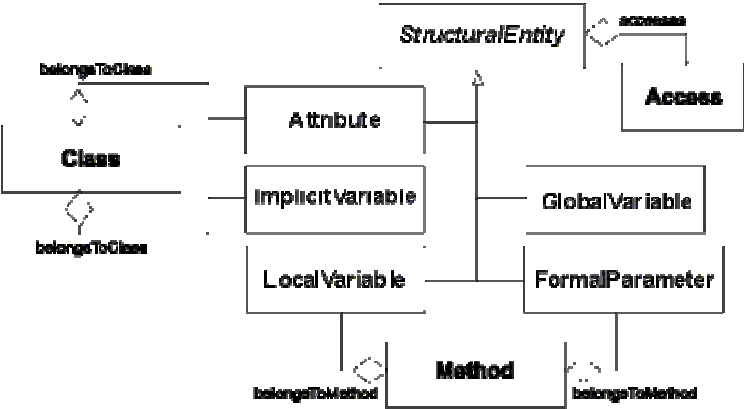 StructuralEntity
accesses
Access
belongsToClass
Attribute
Class
ImplicitVariable
GlobalVariable
belongsToClass
LocalVariable
FormalParameter
Method
belongsToMethod
belongsToMethod